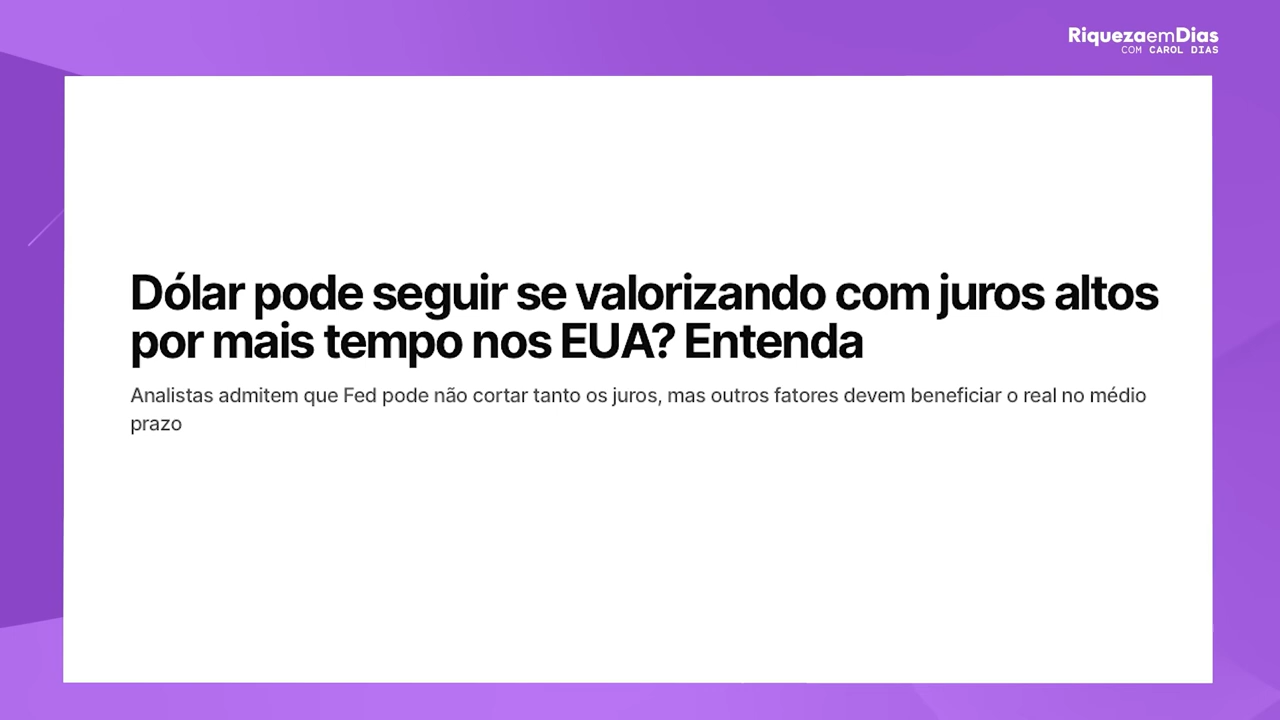 RiquezaemDias
COM CAROL DIAS
Dólar pode seguir se valorizando com juros altos
por mais tempo nos EUA? Entenda
Analistas admitem que Fed pode não cortar tanto os juros, mas outros fatores devem beneficiar o real no médio
prazo